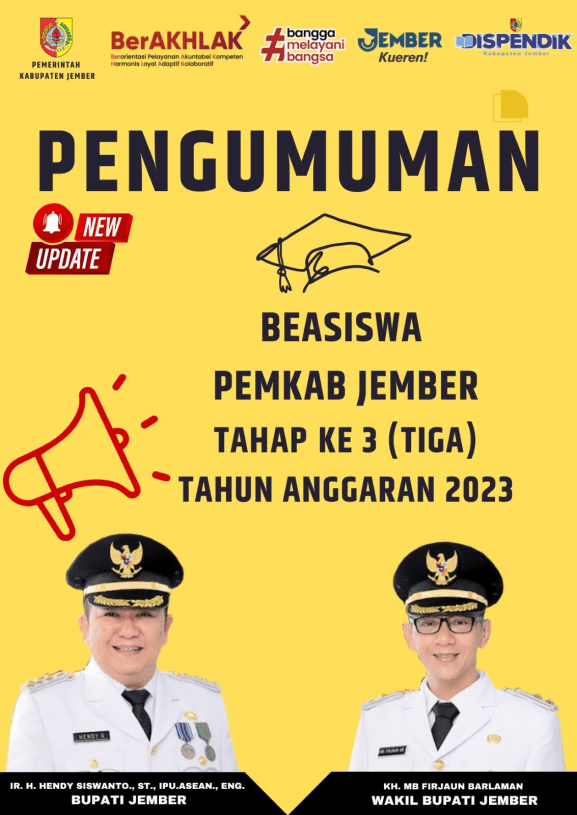 PEMERINTAH
KABUPATEN JEMBER
BerAKHLAK
Berorientasi Pelayanan Akuntabel Kompeten
Harmonis Loyal Adaptif Kolaboratif
#bangga
melayani
bangsa
JEMBER
Kueren!
DISPENDIK
Kabupaten Jember
PENGUMUMAN
NEW
UPDATE
BEASISWA
PEMKAB JEMBER
TAHAP KE 3 (TIGA)
TAHUN ANGGARAN 2023
HENDY S.
IR. H. HENDY SISWANTO., ST., IPU.ASEAN., ENG.
BUPATI JEMBER
KH. MB FIRJAUN BARLAMAN
WAKIL BUPATI JEMBER